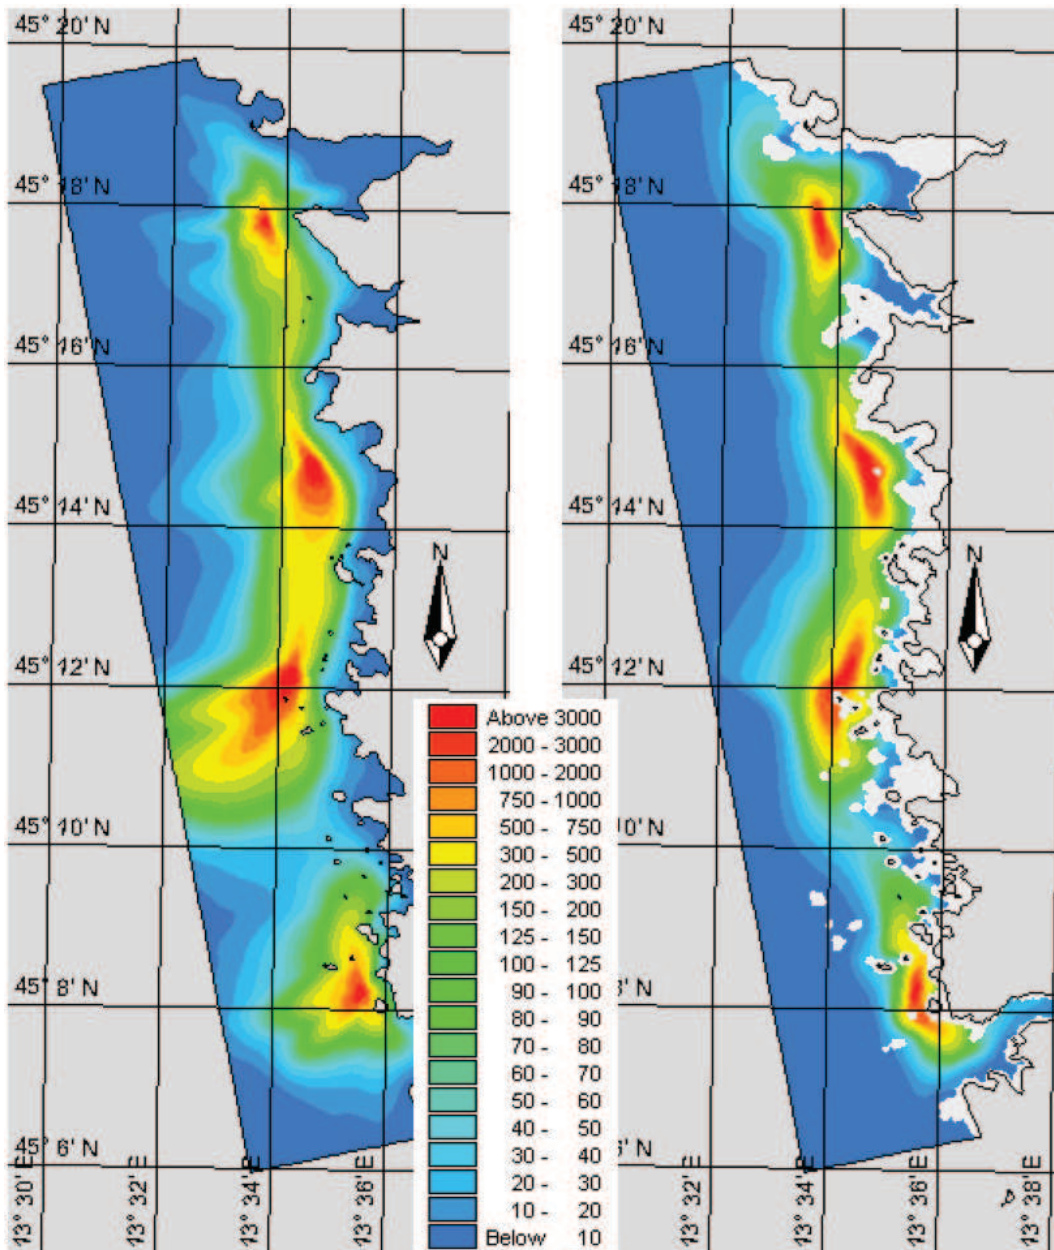 45° 20' N
45° 18' N
45° 16' N
45° 14' N
45° 12' N
45° 10' N
45° 8' N
45° 6' N
13° 30' E
13° 32' E
13° 34' E
13° 36' E
N
Above 3000
2000 - 3000
1000 - 2000
750 - 1000
500 - 750
300 - 500
200 - 300
150 - 200
125 - 150
100 - 125
90 - 100
80 - 90
70 - 80
60 - 70
50 - 60
40 - 50
30 - 40
20 - 30
10 - 20
Below 10
45° 20' N
45° 18' N
45° 16' N
45° 14' N
45° 12' N
10' N
8' N
6' N
13° 32' E
13° 34' E
13° 36' E
13° 38' E
N